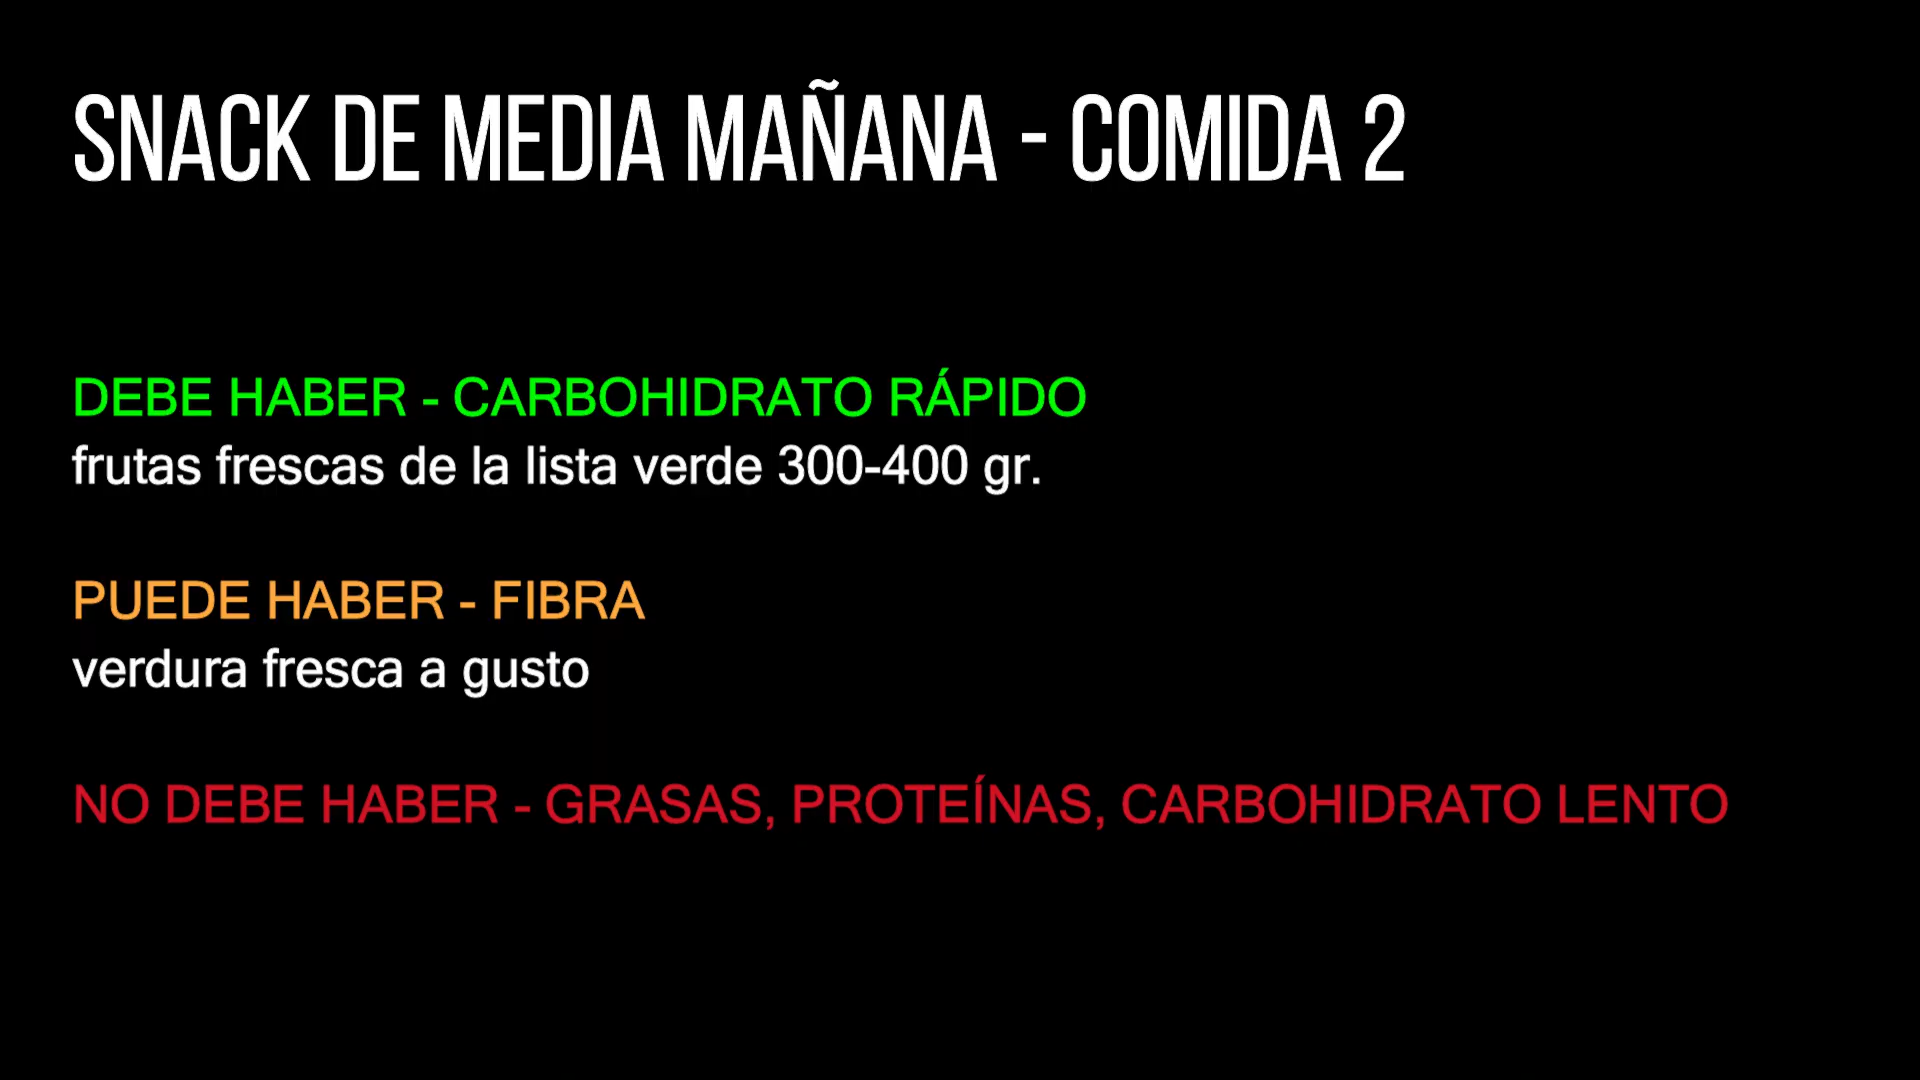 SNACK DE MEDIA MAÑANA - COMIDA 2
DEBE HABER - CARBOHIDRATO RÁPIDO
frutas frescas de la lista verde 300-400 gr.
PUEDE HABER - FIBRA
verdura fresca a gusto
NO DEBE HABER - GRASAS, PROTEÍNAS, CARBOHIDRATO LENTO